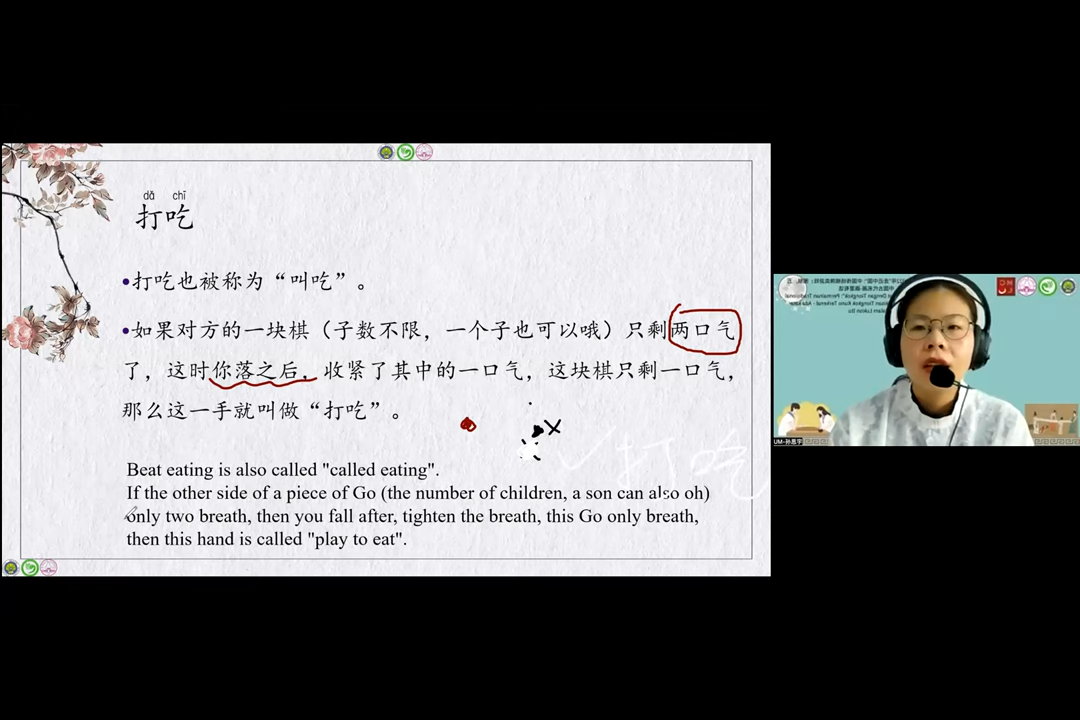 dǎ chī
打吃
•打吃也被称为“叫吃”。
•如果对方的一块棋（子数不限，一个子也可以哦）只剩两口气
了，这时你落之后，收紧了其中的一口气，这块棋只剩一口气，
那么这一手就叫做“打吃”。
打吃
Beat eating is also called "called eating".
If the other side of a piece of Go (the number of children, a son can also oh)
only two breath, then you fall after, tighten the breath, this Go only breath,
then this hand is called "play to eat".